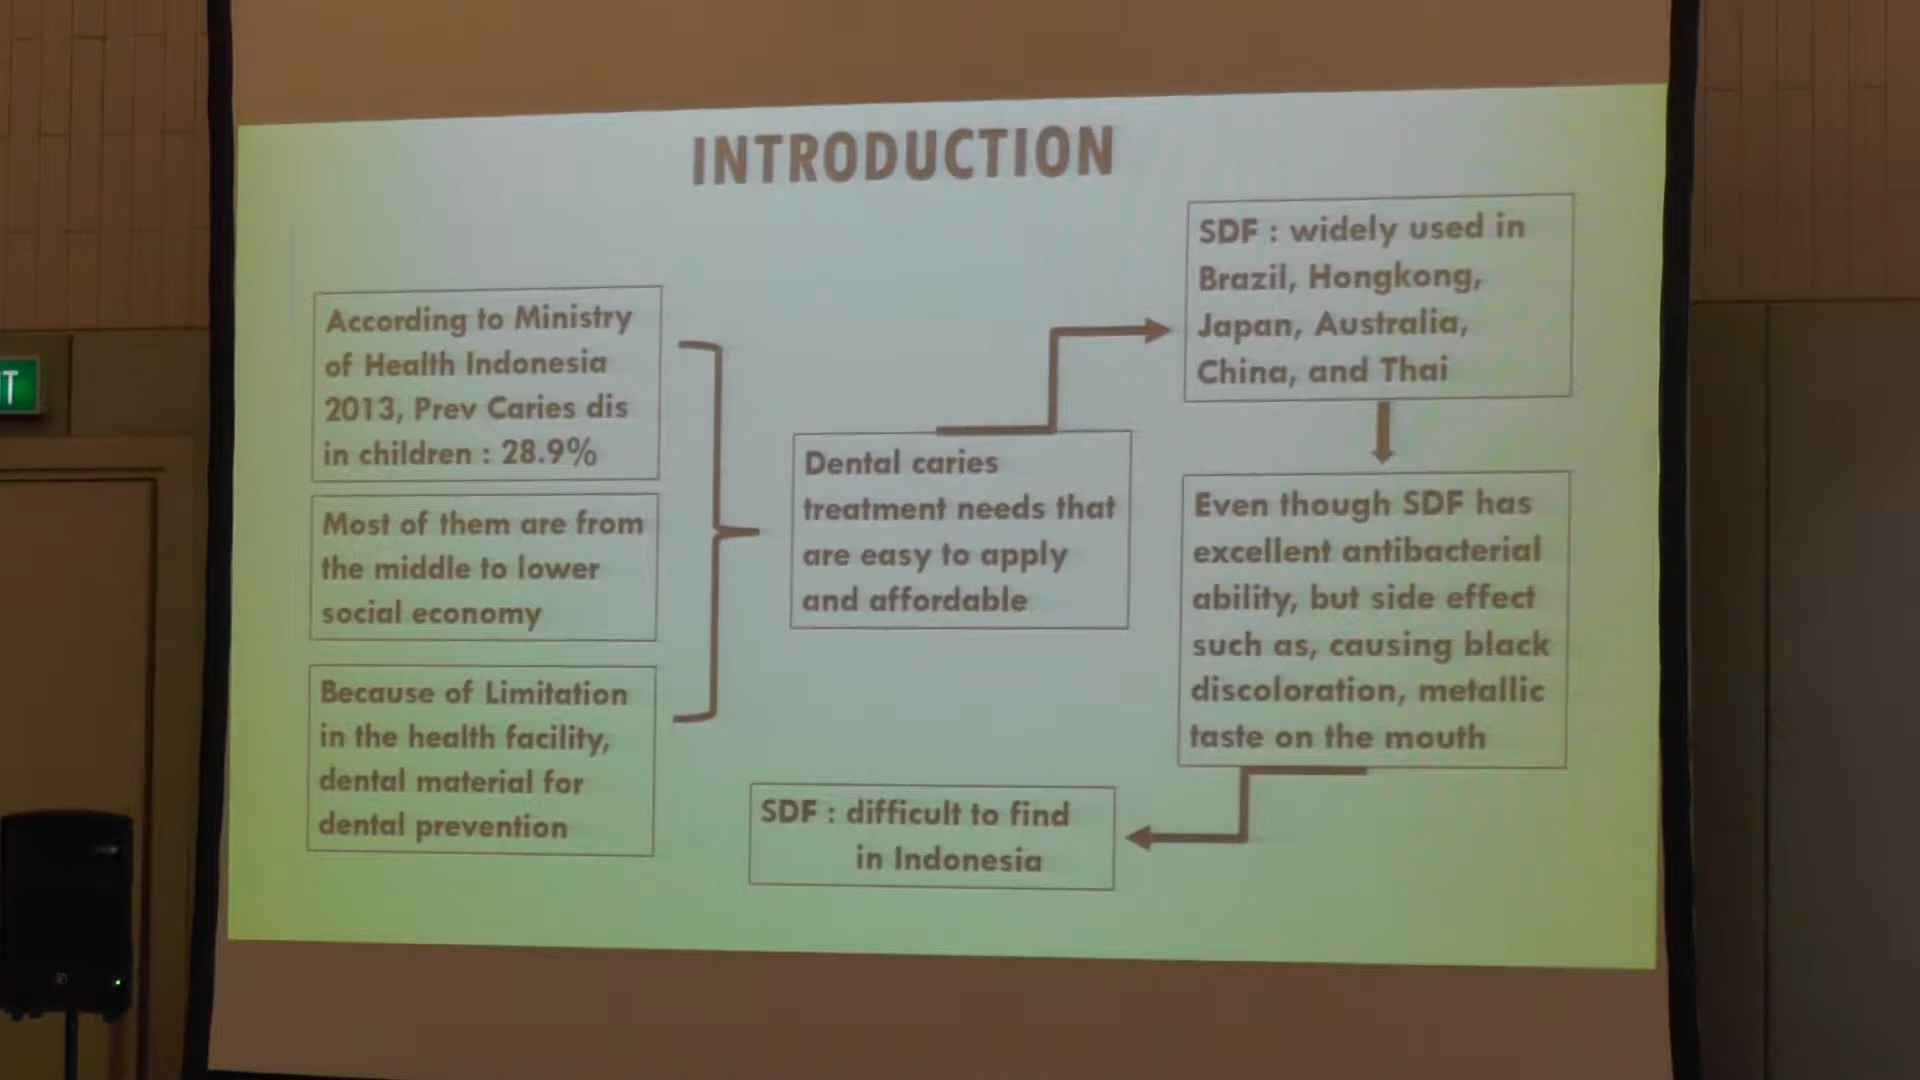 INTRODUCTION
According to Ministry
of Health Indonesia
2013, Prev Caries dis
in children : 28.9%
Most of them are from
the middle to lower
social economy
Because of Limitation
in the health facility,
dental material for
dental prevention
Dental caries
treatment needs that
are easy to apply
and affordable
SDF : widely used in
Brazil, Hongkong,
Japan, Australia,
China, and Thai
Even though SDF has
excellent antibacterial
ability, but side effect
such as, causing black
discoloration, metallic
taste on the mouth
SDF : difficult to find
in Indonesia